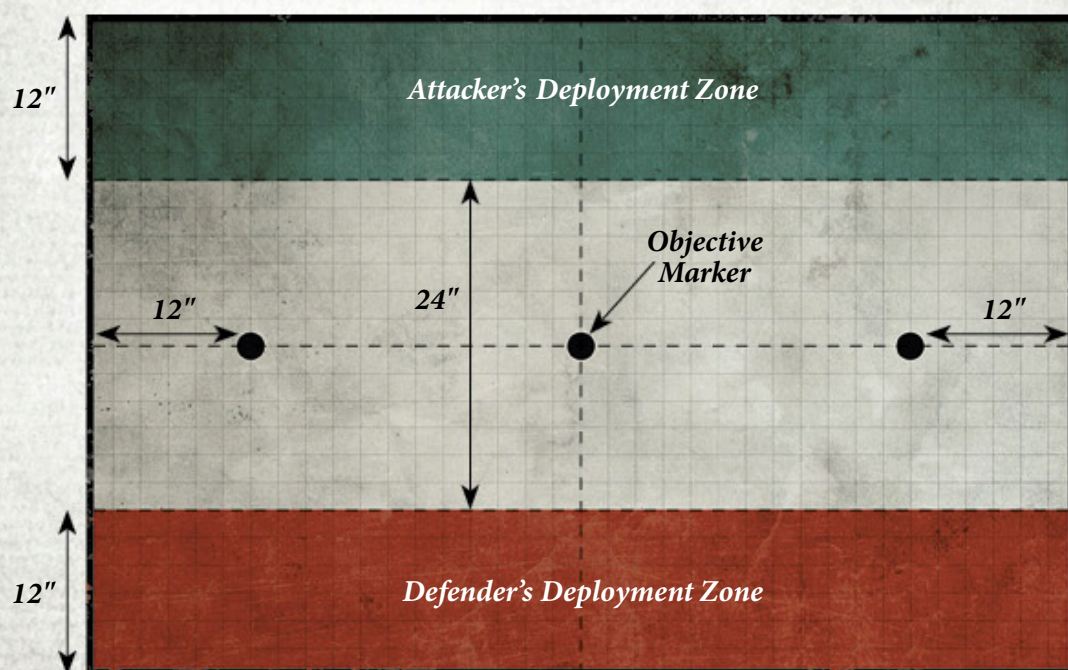 12"
Attacker's Deployment Zone
Objective
Marker
12"
24"
12"
Defender's Deployment Zone
12"